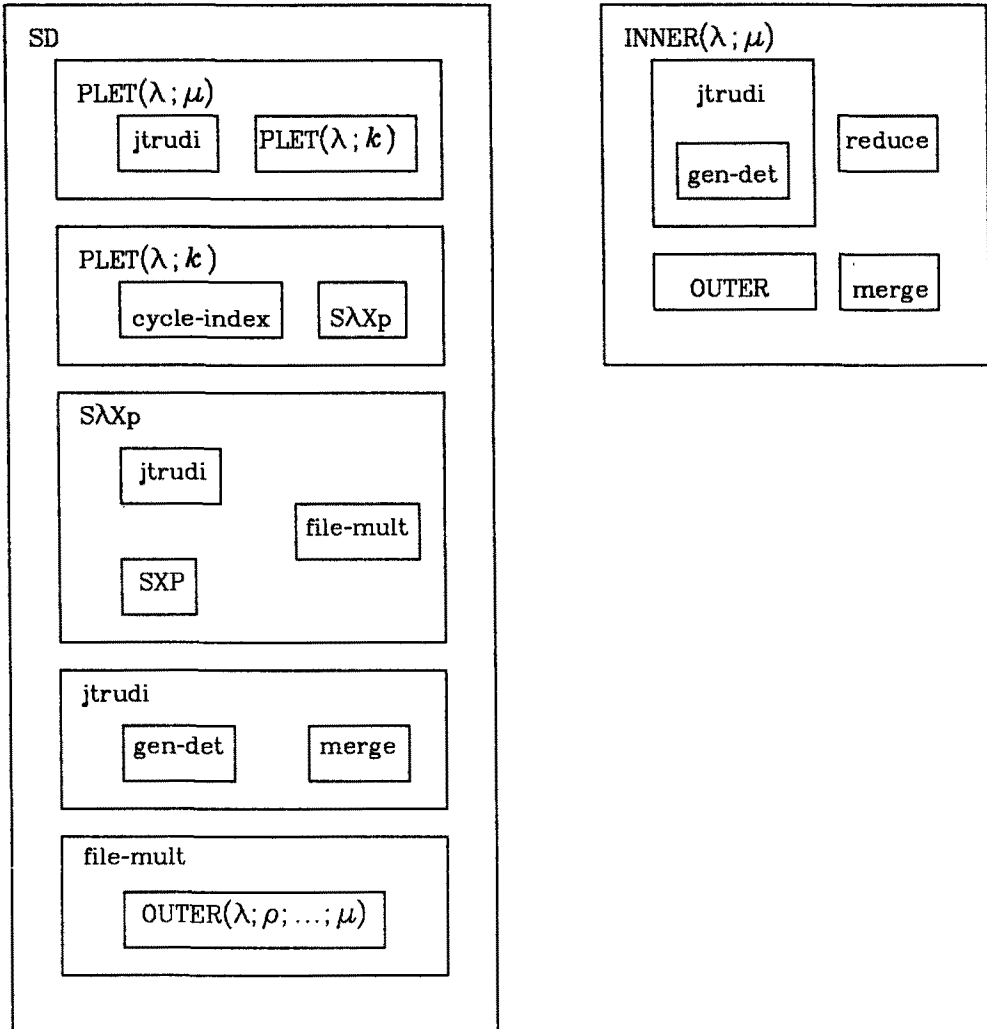 SD
PLET(λ; μ)
jtrudi
PLET(λ; k)
PLET(λ; k)
cycle-index
SλXp
SλXp
jtrudi
file-mult
SXP
jtrudi
gen-det
merge
file-mult
OUTER(λ; ρ; ...; μ)
INNER(λ; μ)
jtrudi
gen-det
reduce
OUTER
merge